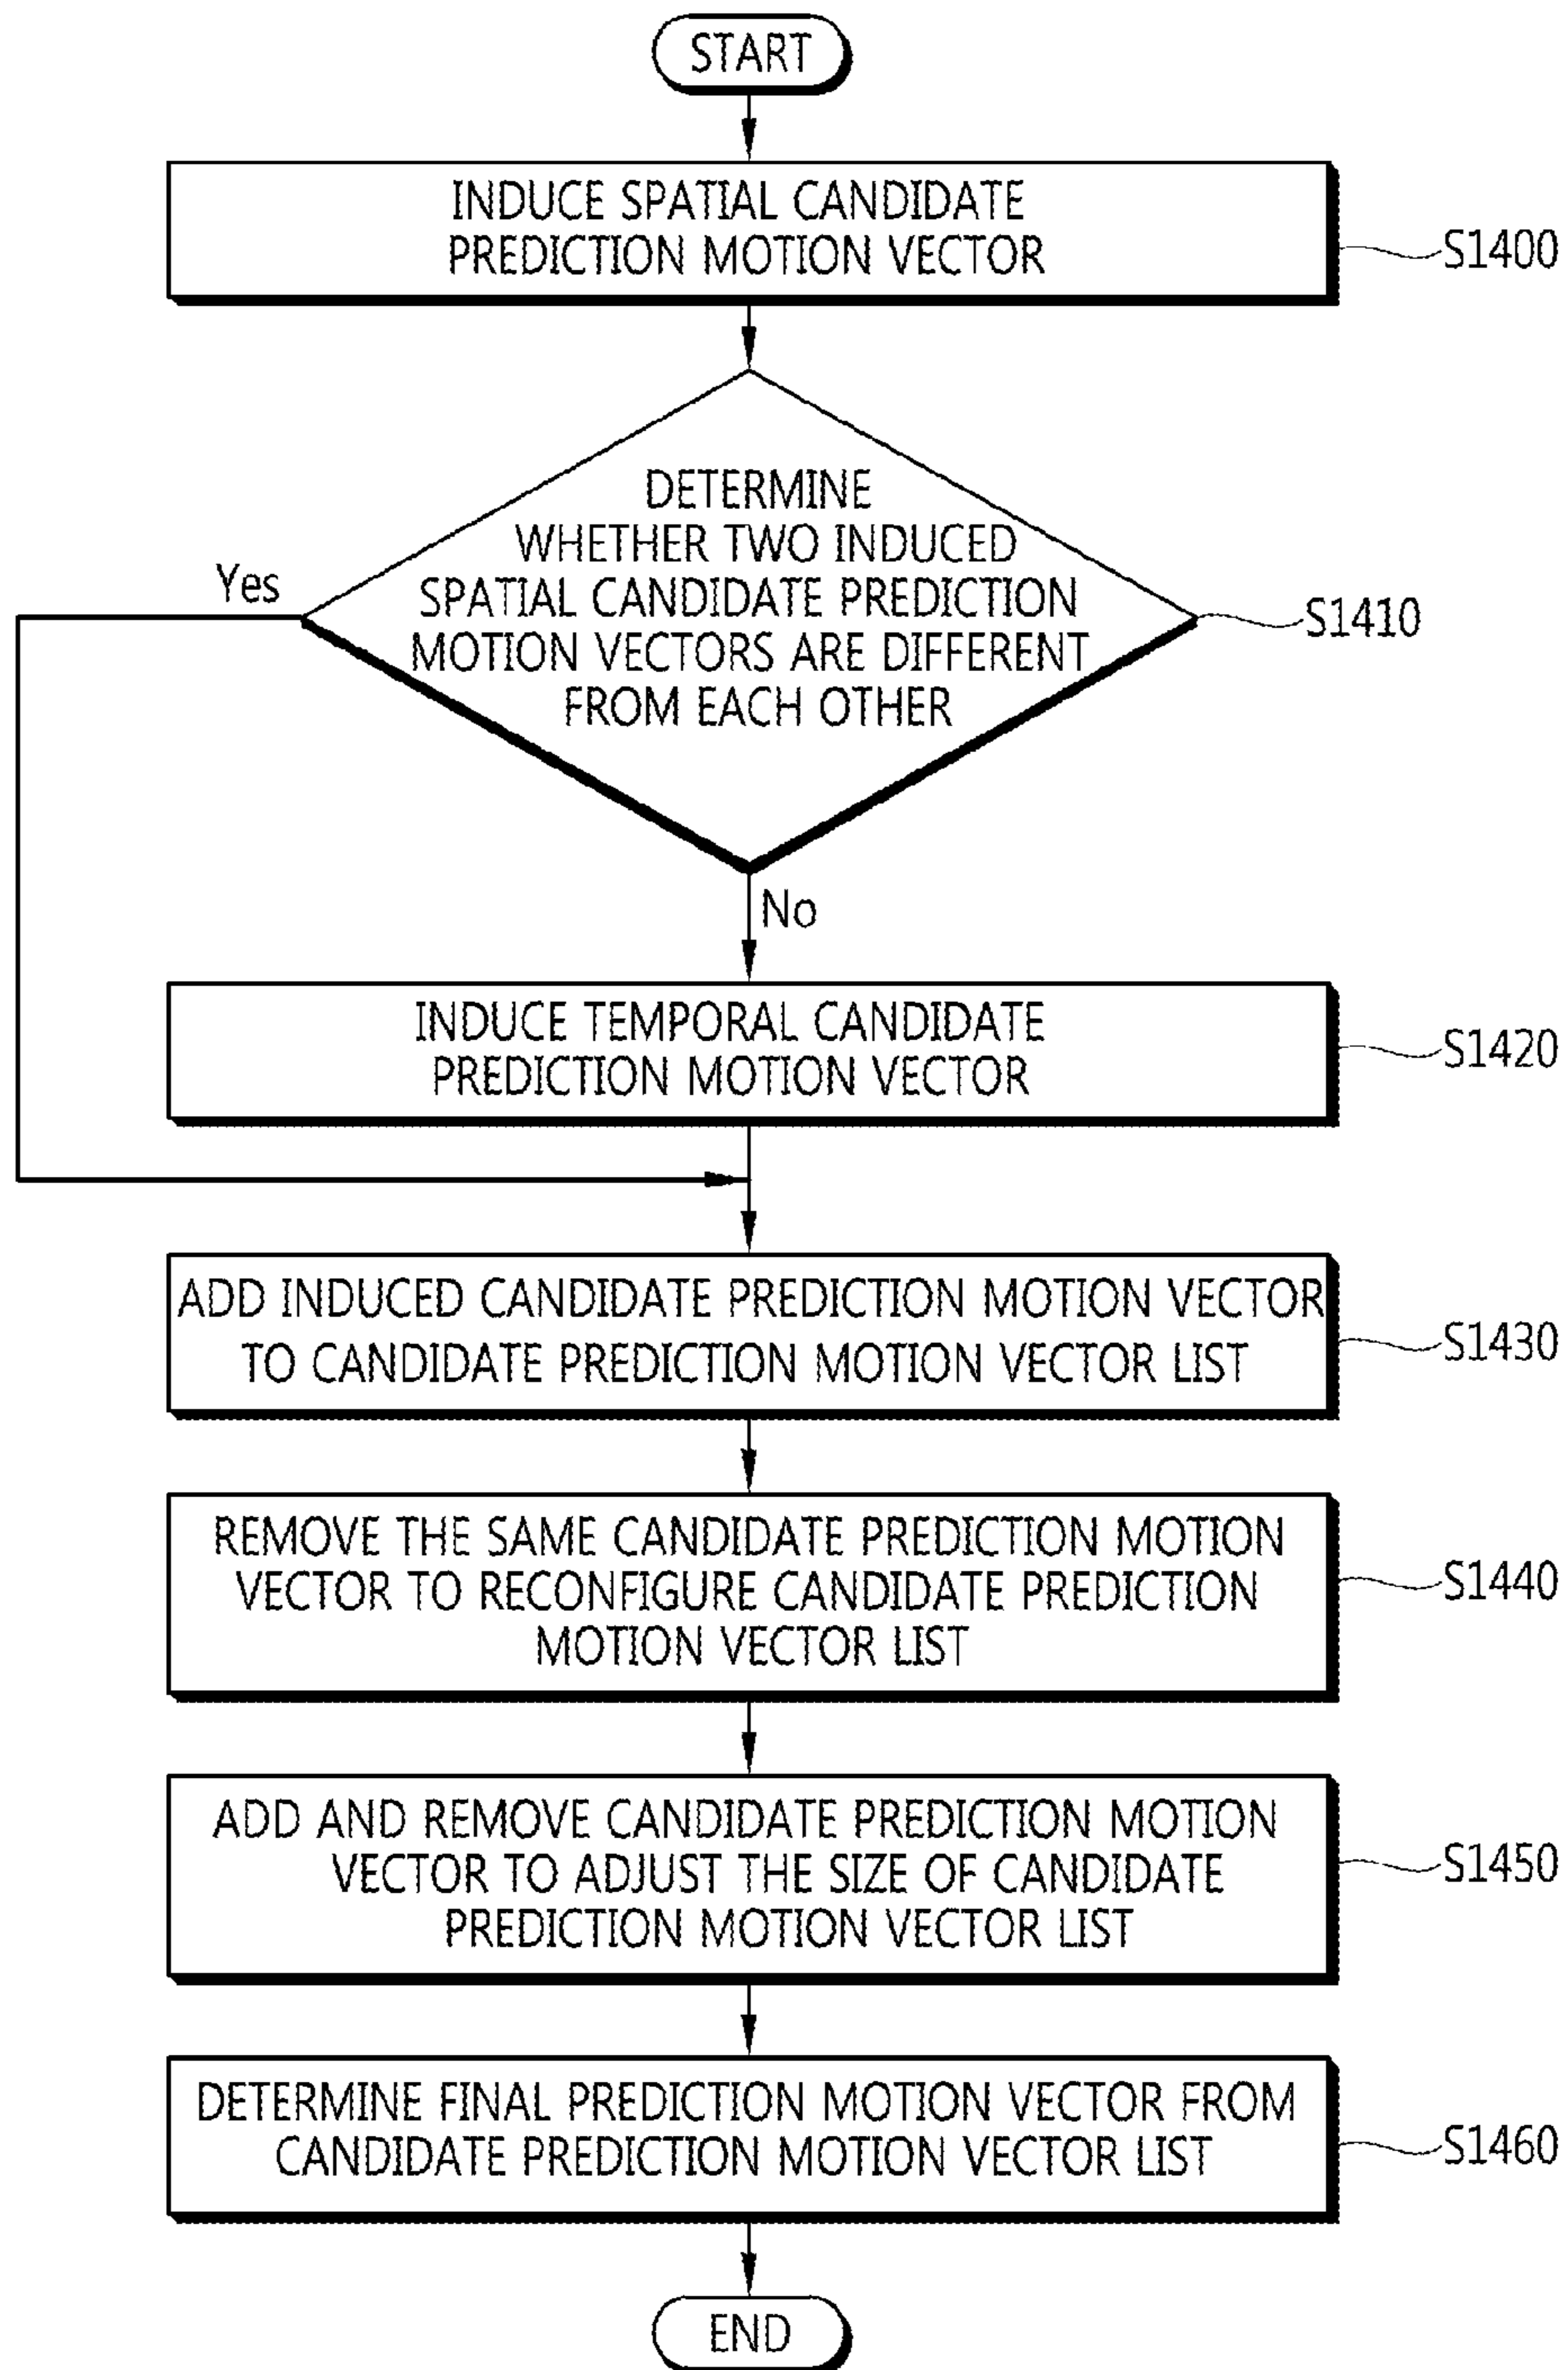 START
INDUCE SPATIAL CANDIDATE
PREDICTION MOTION VECTOR
S1400
DETERMINE
WHETHER TWO INDUCED
SPATIAL CANDIDATE PREDICTION
MOTION VECTORS ARE DIFFERENT
FROM EACH OTHER
Yes
S1410
No
INDUCE TEMPORAL CANDIDATE
PREDICTION MOTION VECTOR
S1420
ADD INDUCED CANDIDATE PREDICTION MOTION VECTOR
TO CANDIDATE PREDICTION MOTION VECTOR LIST
S1430
REMOVE THE SAME CANDIDATE PREDICTION MOTION
VECTOR TO RECONFIGURE CANDIDATE PREDICTION
MOTION VECTOR LIST
S1440
ADD AND REMOVE CANDIDATE PREDICTION MOTION
VECTOR TO ADJUST THE SIZE OF CANDIDATE
PREDICTION MOTION VECTOR LIST
S1450
DETERMINE FINAL PREDICTION MOTION VECTOR FROM
CANDIDATE PREDICTION MOTION VECTOR LIST
S1460
END